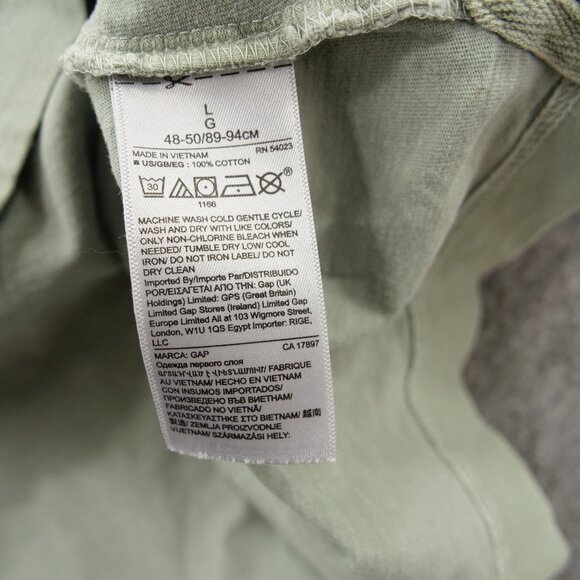 L
G
48-50/89-94CM
MADE IN VIETNAM RN 54023
US/GB/EG : 100% COTTON
30
1166
MACHINE WASH COLD GENTLE CYCLE/
WASH AND DRY WITH LIKE COLORS/
ONLY NON-CHLORINE BLEACH WHEN
NEEDED/ TUMBLE DRY LOW/ COOL
IRON/ DO NOT IRON LABEL/ DO NOT
DRY CLEAN
Imported By/Importe Par/DISTRIBUIDO
POR/ΕΙΣΑΓΕΤΑΙ ΑΠΟ ΤΗΝ: Gap (UK
Holdings) Limited: GPS (Great Britain)
Limited Gap Stores (Ireland) Limited Gap
Europe Limited All at 103 Wigmore Street,
London, W1U 1QS Egypt Importer: RIGE,
LLC
MARCA: GAP CA 17897
Одежда первого слоя
FABRIQUE
AU VIETNAM/ HECHO EN VIETNAM
CON INSUMOS IMPORTADOS/
ПРОИЗВЕДЕНО ВЪВ ВИЕТНАМ/
FABRICADO NO VIETNÃ/
ΚΑΤΑΣΚΕΥΑΣΤΗΚΕ ΣΤΟ ΒΙΕΤΝΑΜ/ 越南
製造/ ZEMLJA PROIZVODNJE
VIJETNAM/ SZÁRMAZÁSI HELY: